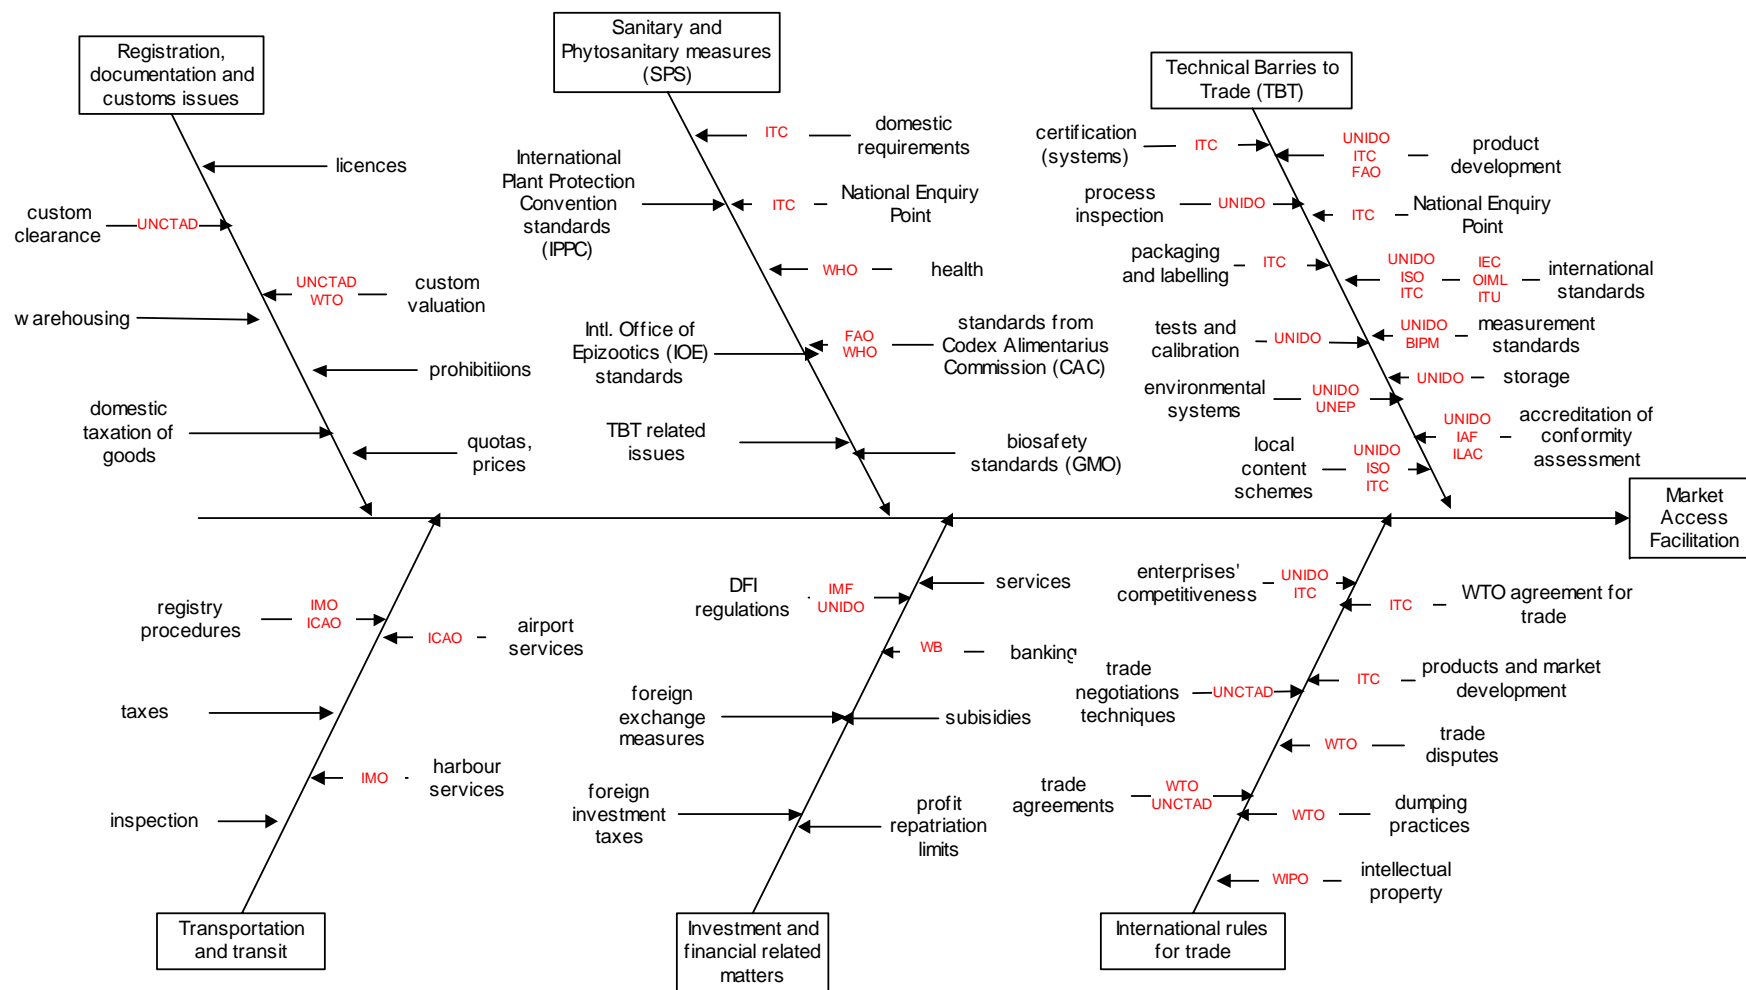 Registration,
documentation and
customs issues
licences
custom
clearance
UNCTAD
UNCTAD
WTO
custom
valuation
warehousing
prohibitiions
domestic
taxation of
goods
quotas,
prices
Sanitary and
Phytosanitary measures
(SPS)
ITC
domestic
requirements
International
Plant Protection
Convention
standards
(IPPC)
ITC
National Enquiry
Point
WHO
health
Intl. Office of
Epizootics (IOE)
standards
FAO
WHO
standards from
Codex Alimentarius
Commission (CAC)
TBT related
issues
biosafety
standards (GMO)
Technical Barries to
Trade (TBT)
certification
(systems)
ITC
UNIDO
ITC
FAO
product
development
process
inspection
UNIDO
ITC
National Enquiry
Point
packaging
and labelling
ITC
UNIDO
ISO
ITC
IEC
OIML
ITU
international
standards
tests and
calibration
UNIDO
UNIDO
BIPM
measurement
standards
UNIDO
storage
environmental
systems
UNIDO
UNEP
UNIDO
IAF
ILAC
accreditation of
conformity
assessment
local
content
schemes
UNIDO
ISO
ITC
Market
Access
Facilitation
registry
procedures
IMO
ICAO
ICAO
airport
services
taxes
IMO
harbour
services
inspection
Transportation
and transit
DFI
regulations
IMF
UNIDO
services
WB
banking
foreign
exchange
measures
subisidies
foreign
investment
taxes
profit
repatriation
limits
Investment and
financial related
matters
enterprises'
competitiveness
UNIDO
ITC
ITC
WTO agreement for
trade
trade
negotiations
techniques
UNCTAD
ITC
products and market
development
WTO
trade
disputes
trade
agreements
WTO
UNCTAD
WTO
dumping
practices
WIPO
intellectual
property
International rules
for trade